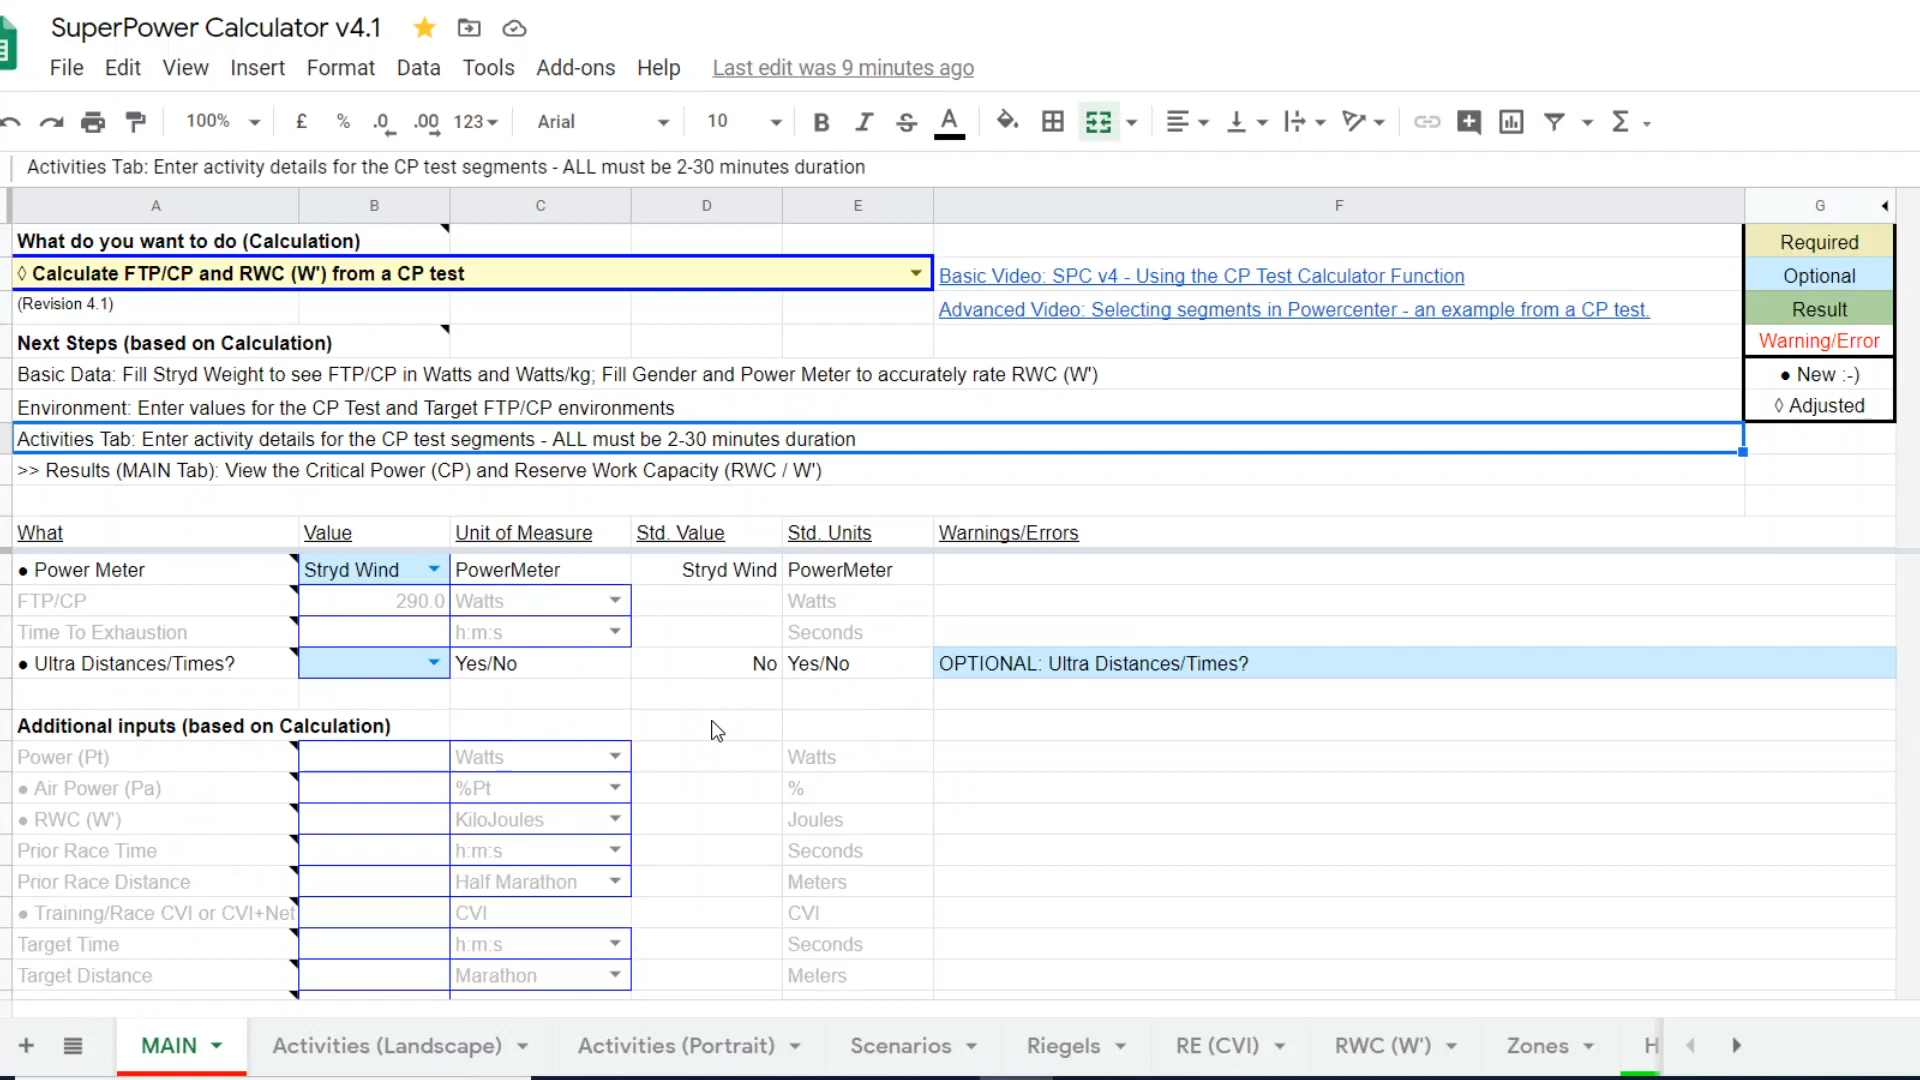 SuperPower Calculator v4.1
File Edit View Insert Format Data Tools Add-ons Help Last edit was 9 minutes ago
100% £ % .0 .00 123 Arial 10 B I S A Σ
Activities Tab: Enter activity details for the CP test segments - ALL must be 2-30 minutes duration
A B C D E F G
What do you want to do (Calculation) Required
◊ Calculate FTP/CP and RWC (W') from a CP test Basic Video: SPC v4 - Using the CP Test Calculator Function Optional
(Revision 4.1) Advanced Video: Selecting segments in Powercenter - an example from a CP test. Result
Next Steps (based on Calculation) Warning/Error
Basic Data: Fill Stryd Weight to see FTP/CP in Watts and Watts/kg; Fill Gender and Power Meter to accurately rate RWC (W') ● New :-)
Environment: Enter values for the CP Test and Target FTP/CP environments ◊ Adjusted
Activities Tab: Enter activity details for the CP test segments - ALL must be 2-30 minutes duration
>> Results (MAIN Tab): View the Critical Power (CP) and Reserve Work Capacity (RWC / W')
What Value Unit of Measure Std. Value Std. Units Warnings/Errors
● Power Meter Stryd Wind PowerMeter Stryd Wind PowerMeter
FTP/CP 290.0 Watts Watts
Time To Exhaustion h:m:s Seconds
● Ultra Distances/Times? Yes/No No Yes/No OPTIONAL: Ultra Distances/Times?
Additional inputs (based on Calculation)
Power (Pt) Watts Watts
● Air Power (Pa) %Pt %
● RWC (W') KiloJoules Joules
Prior Race Time h:m:s Seconds
Prior Race Distance Half Marathon Meters
● Training/Race CVI or CVI+Net CVI CVI
Target Time h:m:s Seconds
Target Distance Marathon Meters
MAIN Activities (Landscape) Activities (Portrait) Scenarios Riegels RE (CVI) RWC (W') Zones H